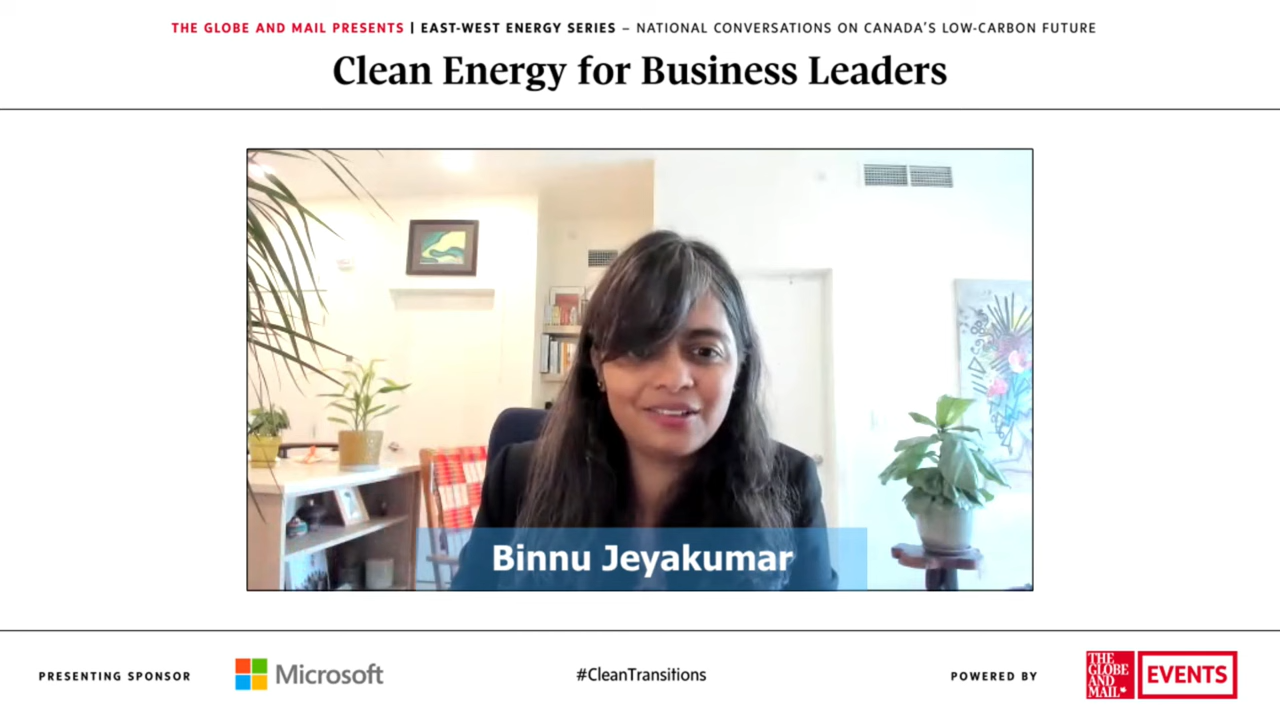 THE GLOBE AND MAIL PRESENTS | EAST-WEST ENERGY SERIES – NATIONAL CONVERSATIONS ON CANADA'S LOW-CARBON FUTURE
Clean Energy for Business Leaders
Binnu Jeyakumar
PRESENTING SPONSOR
Microsoft
#CleanTransitions
POWERED BY
THE
GLOBE
AND
MAIL
EVENTS